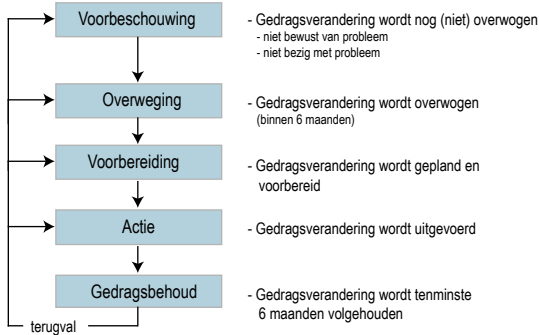 Voorbeschouwing
- Gedragsverandering wordt nog (niet) overwogen
- niet bewust van probleem
- niet bezig met probleem
Overweging
- Gedragsverandering wordt overwogen
(binnen 6 maanden)
Voorbereiding
- Gedragsverandering wordt gepland en
voorbereid
Actie
- Gedragsverandering wordt uitgevoerd
Gedragsbehoud
- Gedragsverandering wordt tenminste
6 maanden volgehouden
terugval